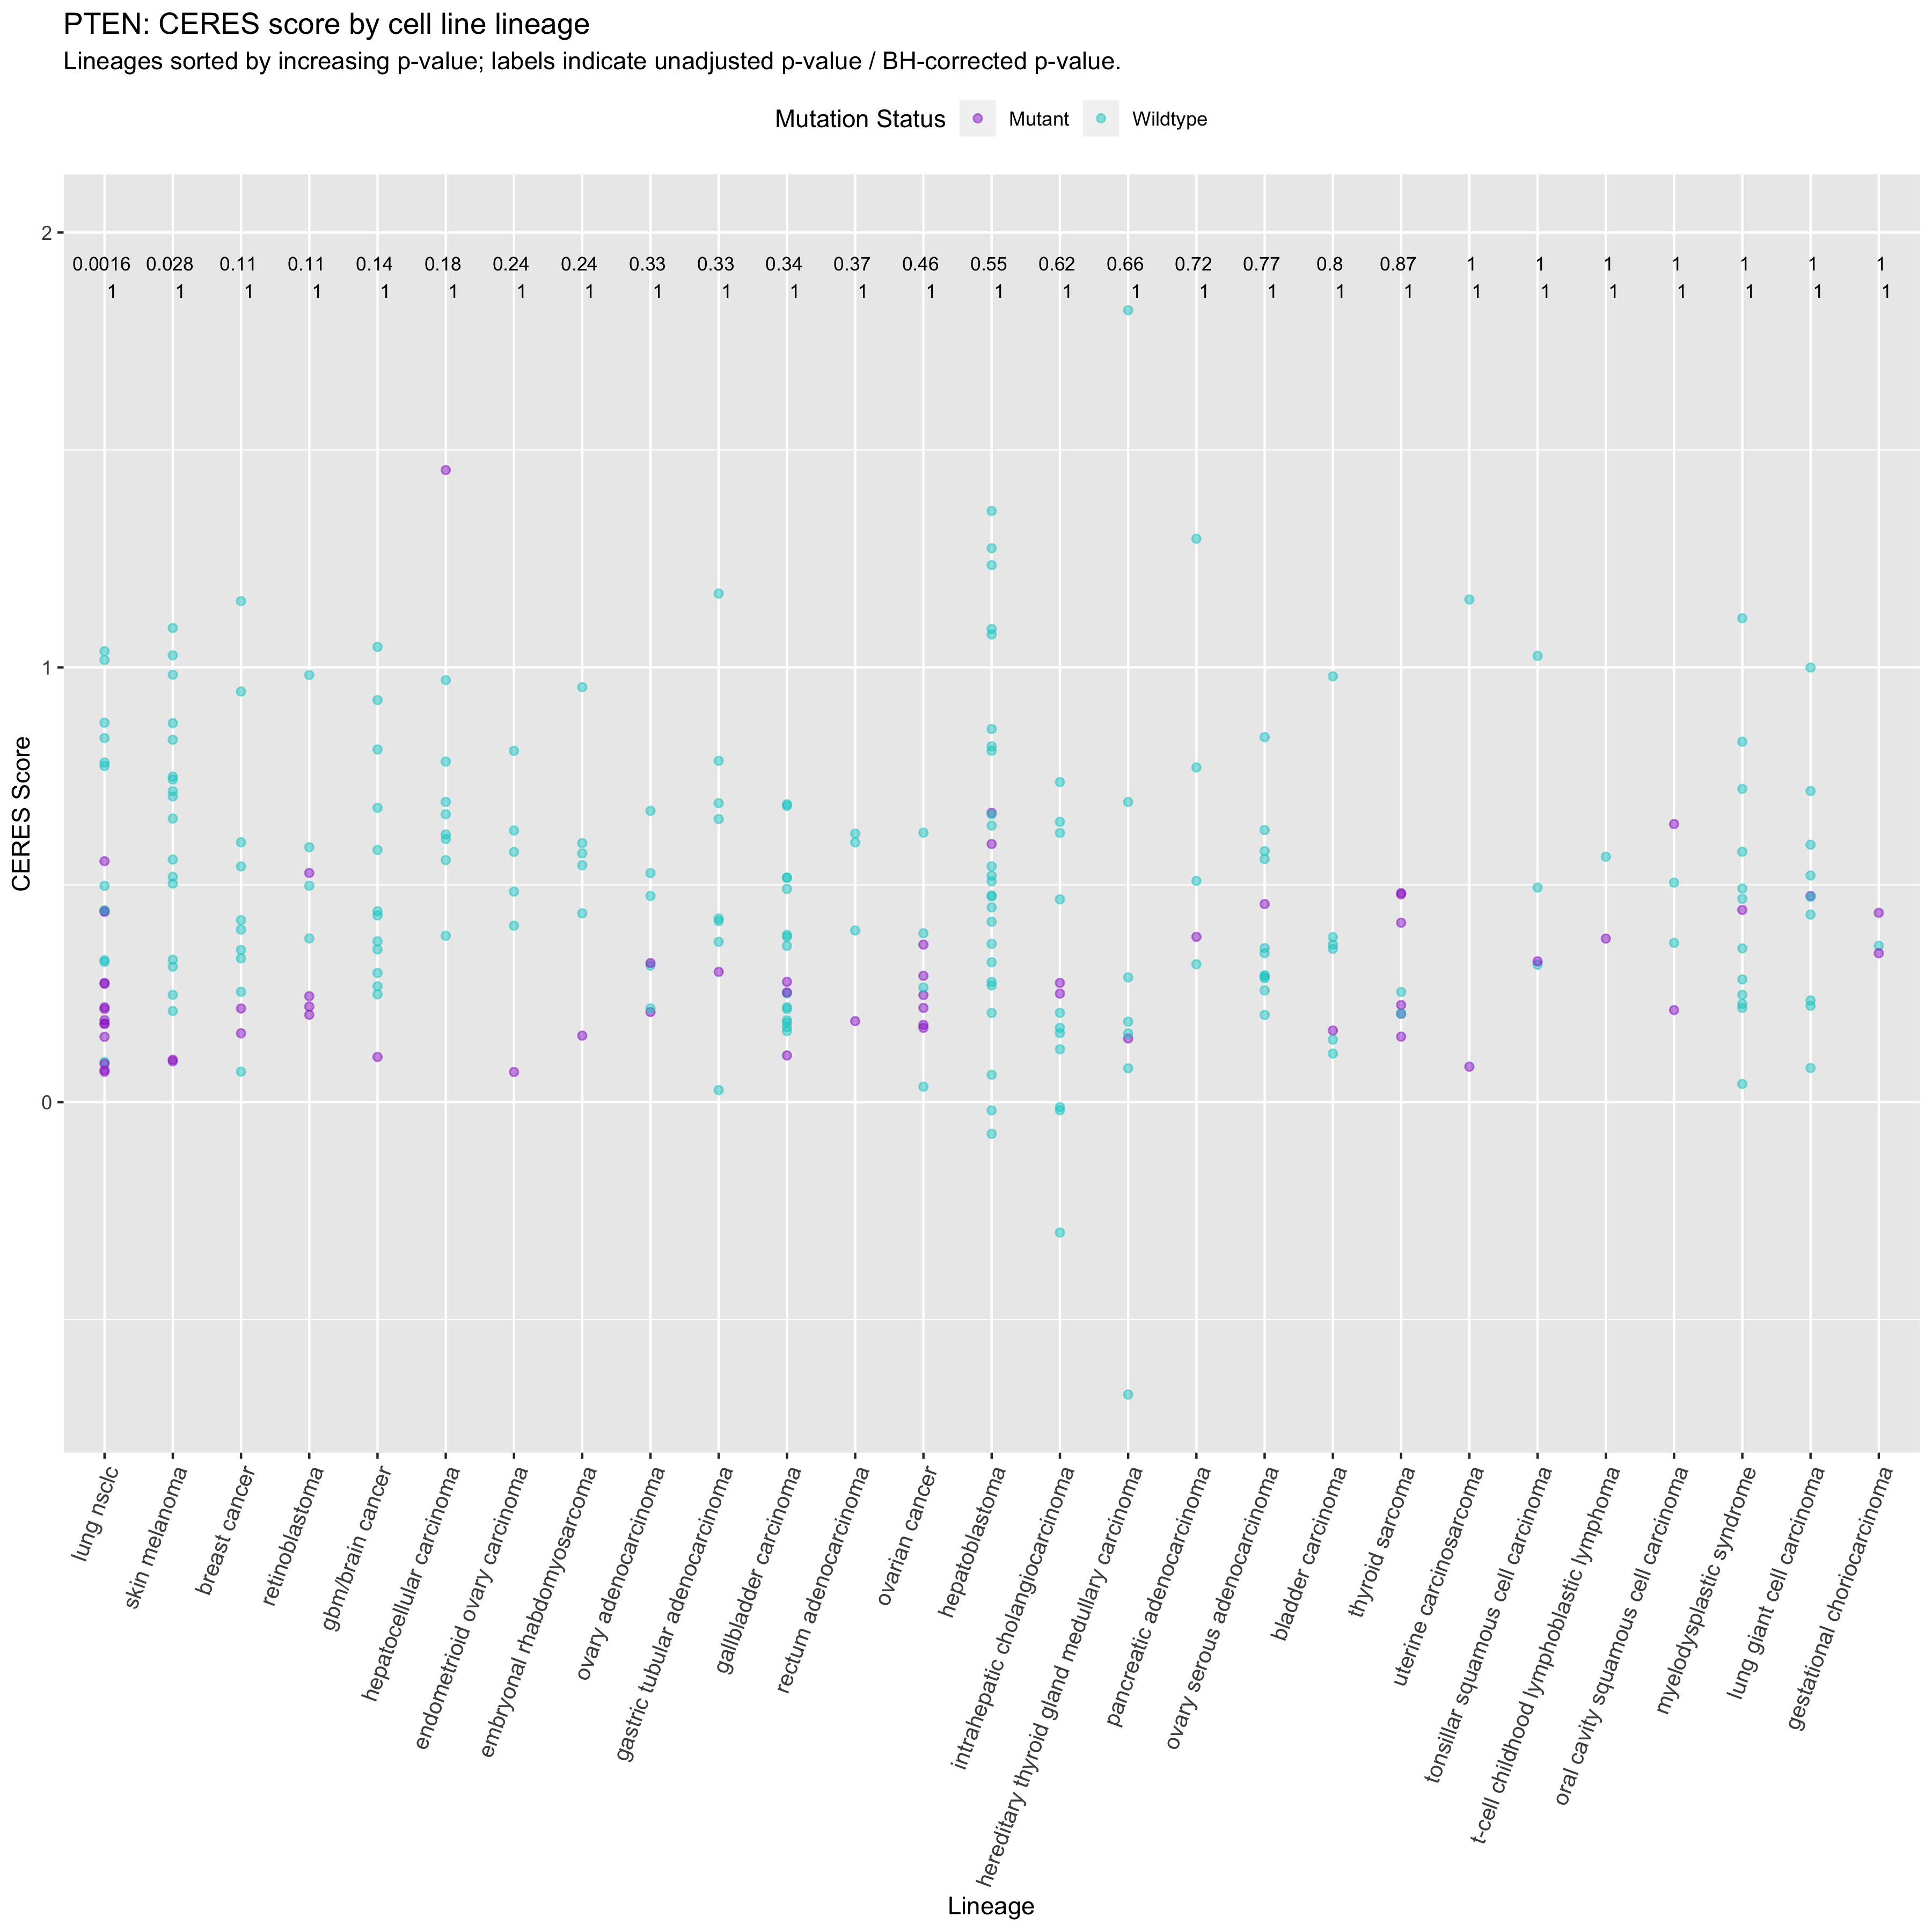 PTEN: CERES score by cell line lineage
Lineages sorted by increasing p-value; labels indicate unadjusted p-value / BH-corrected p-value.
Mutation Status Mutant Wildtype
2
0.0016 0.028 0.11 0.11 0.14 0.18 0.24 0.24 0.33 0.33 0.34 0.37 0.46 0.55 0.62 0.66 0.72 0.77 0.8 0.87 1 1 1 1 1 1 1
1 1 1 1 1 1 1 1 1 1 1 1 1 1 1 1 1 1 1 1 1 1 1 1 1 1 1
1
CERES Score
0
lung nsclc
skin melanoma
breast cancer
retinoblastoma
gbm/brain cancer
hepatocellular carcinoma
endometrioid ovary carcinoma
embryonal rhabdomyosarcoma
ovary adenocarcinoma
gastric tubular adenocarcinoma
gallbladder carcinoma
rectum adenocarcinoma
ovarian cancer
hepatoblastoma
intrahepatic cholangiocarcinoma
hereditary thyroid gland medullary carcinoma
pancreatic adenocarcinoma
ovary serous adenocarcinoma
bladder carcinoma
thyroid sarcoma
uterine carcinosarcoma
tonsillar squamous cell carcinoma
t-cell childhood lymphoblastic lymphoma
oral cavity squamous cell carcinoma
myelodysplastic syndrome
lung giant cell carcinoma
gestational choriocarcinoma
Lineage